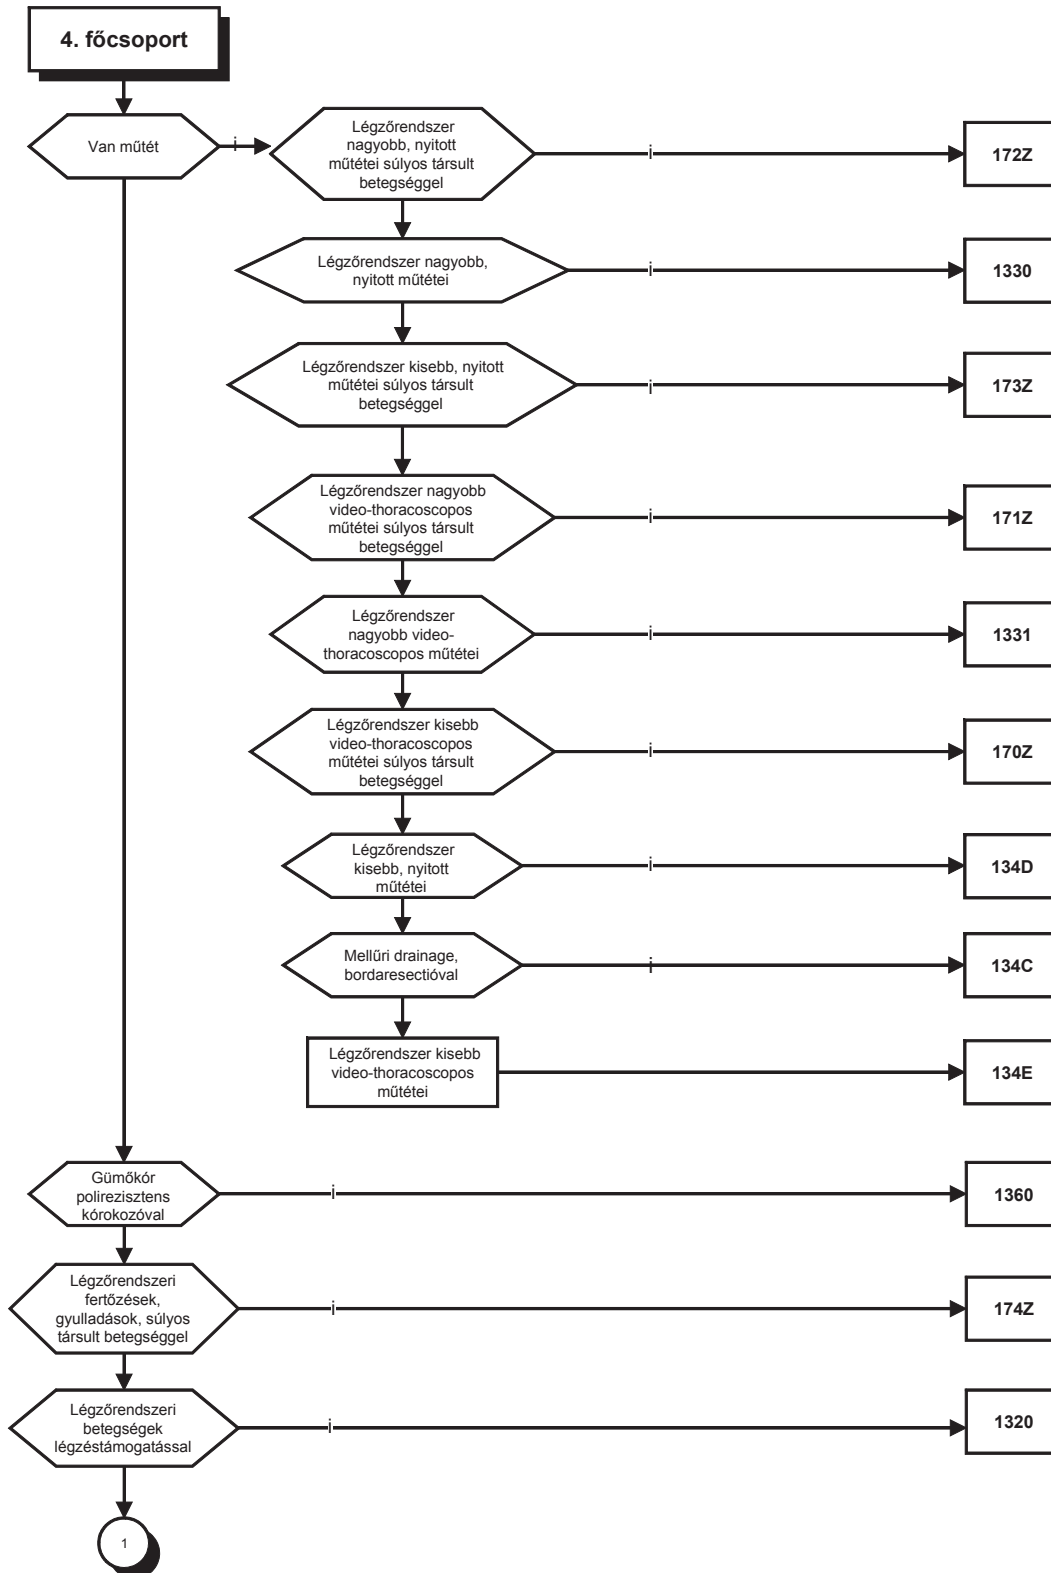 4. főcsoport
Van műtét
i
Légzőrendszer
nagyobb, nyitott
műtétei súlyos társult
betegséggel
i
172Z
Légzőrendszer nagyobb,
nyitott műtétei
i
1330
Légzőrendszer kisebb, nyitott
műtétei súlyos társult
betegséggel
i
173Z
Légzőrendszer nagyobb
video-thoracoscopos
műtétei súlyos társult
betegséggel
i
171Z
Légzőrendszer
nagyobb video-
thoracoscopos műtétei
i
1331
Légzőrendszer kisebb
video-thoracoscopos
műtétei súlyos társult
betegséggel
i
170Z
Légzőrendszer
kisebb, nyitott
műtétei
i
134D
Mellűri drainage,
bordaresectióval
i
134C
Légzőrendszer kisebb
video-thoracoscopos
műtétei
134E
Gümőkór
polirezisztens
kórokozóval
i
1360
Légzőrendszeri
fertőzések,
gyulladások, súlyos
társult betegséggel
i
174Z
Légzőrendszeri
betegségek
légzéstámogatással
i
1320
1